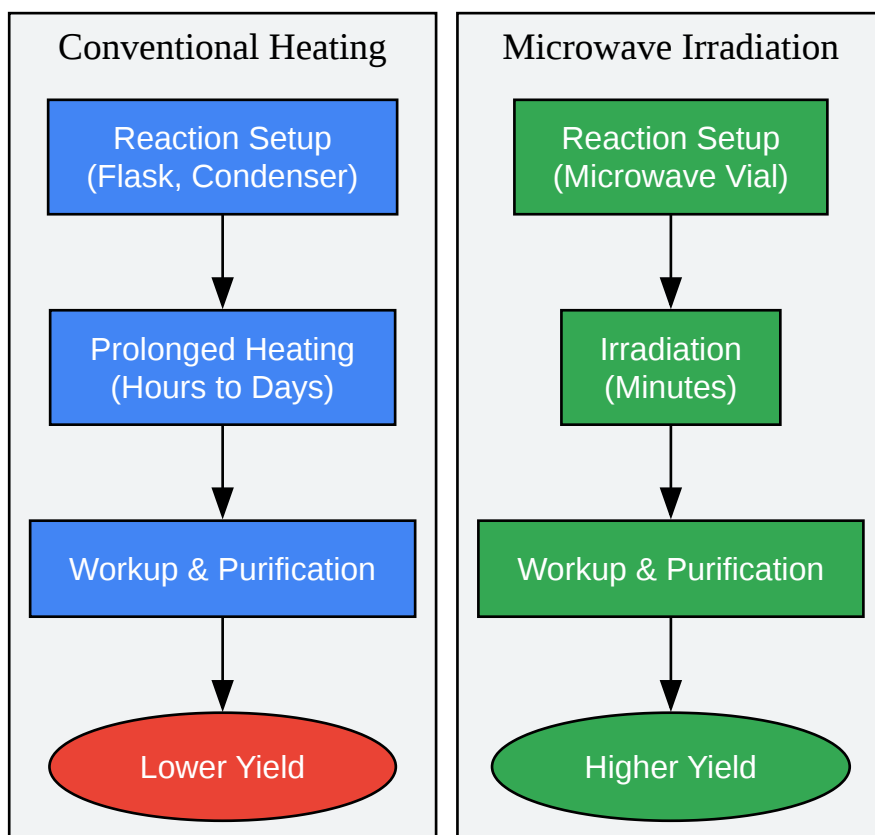 Conventional Heating
Reaction Setup
(Flask, Condenser)
Prolonged Heating
(Hours to Days)
Workup & Purification
Lower Yield
Microwave Irradiation
Reaction Setup
(Microwave Vial)
Irradiation
(Minutes)
Workup & Purification
Higher Yield